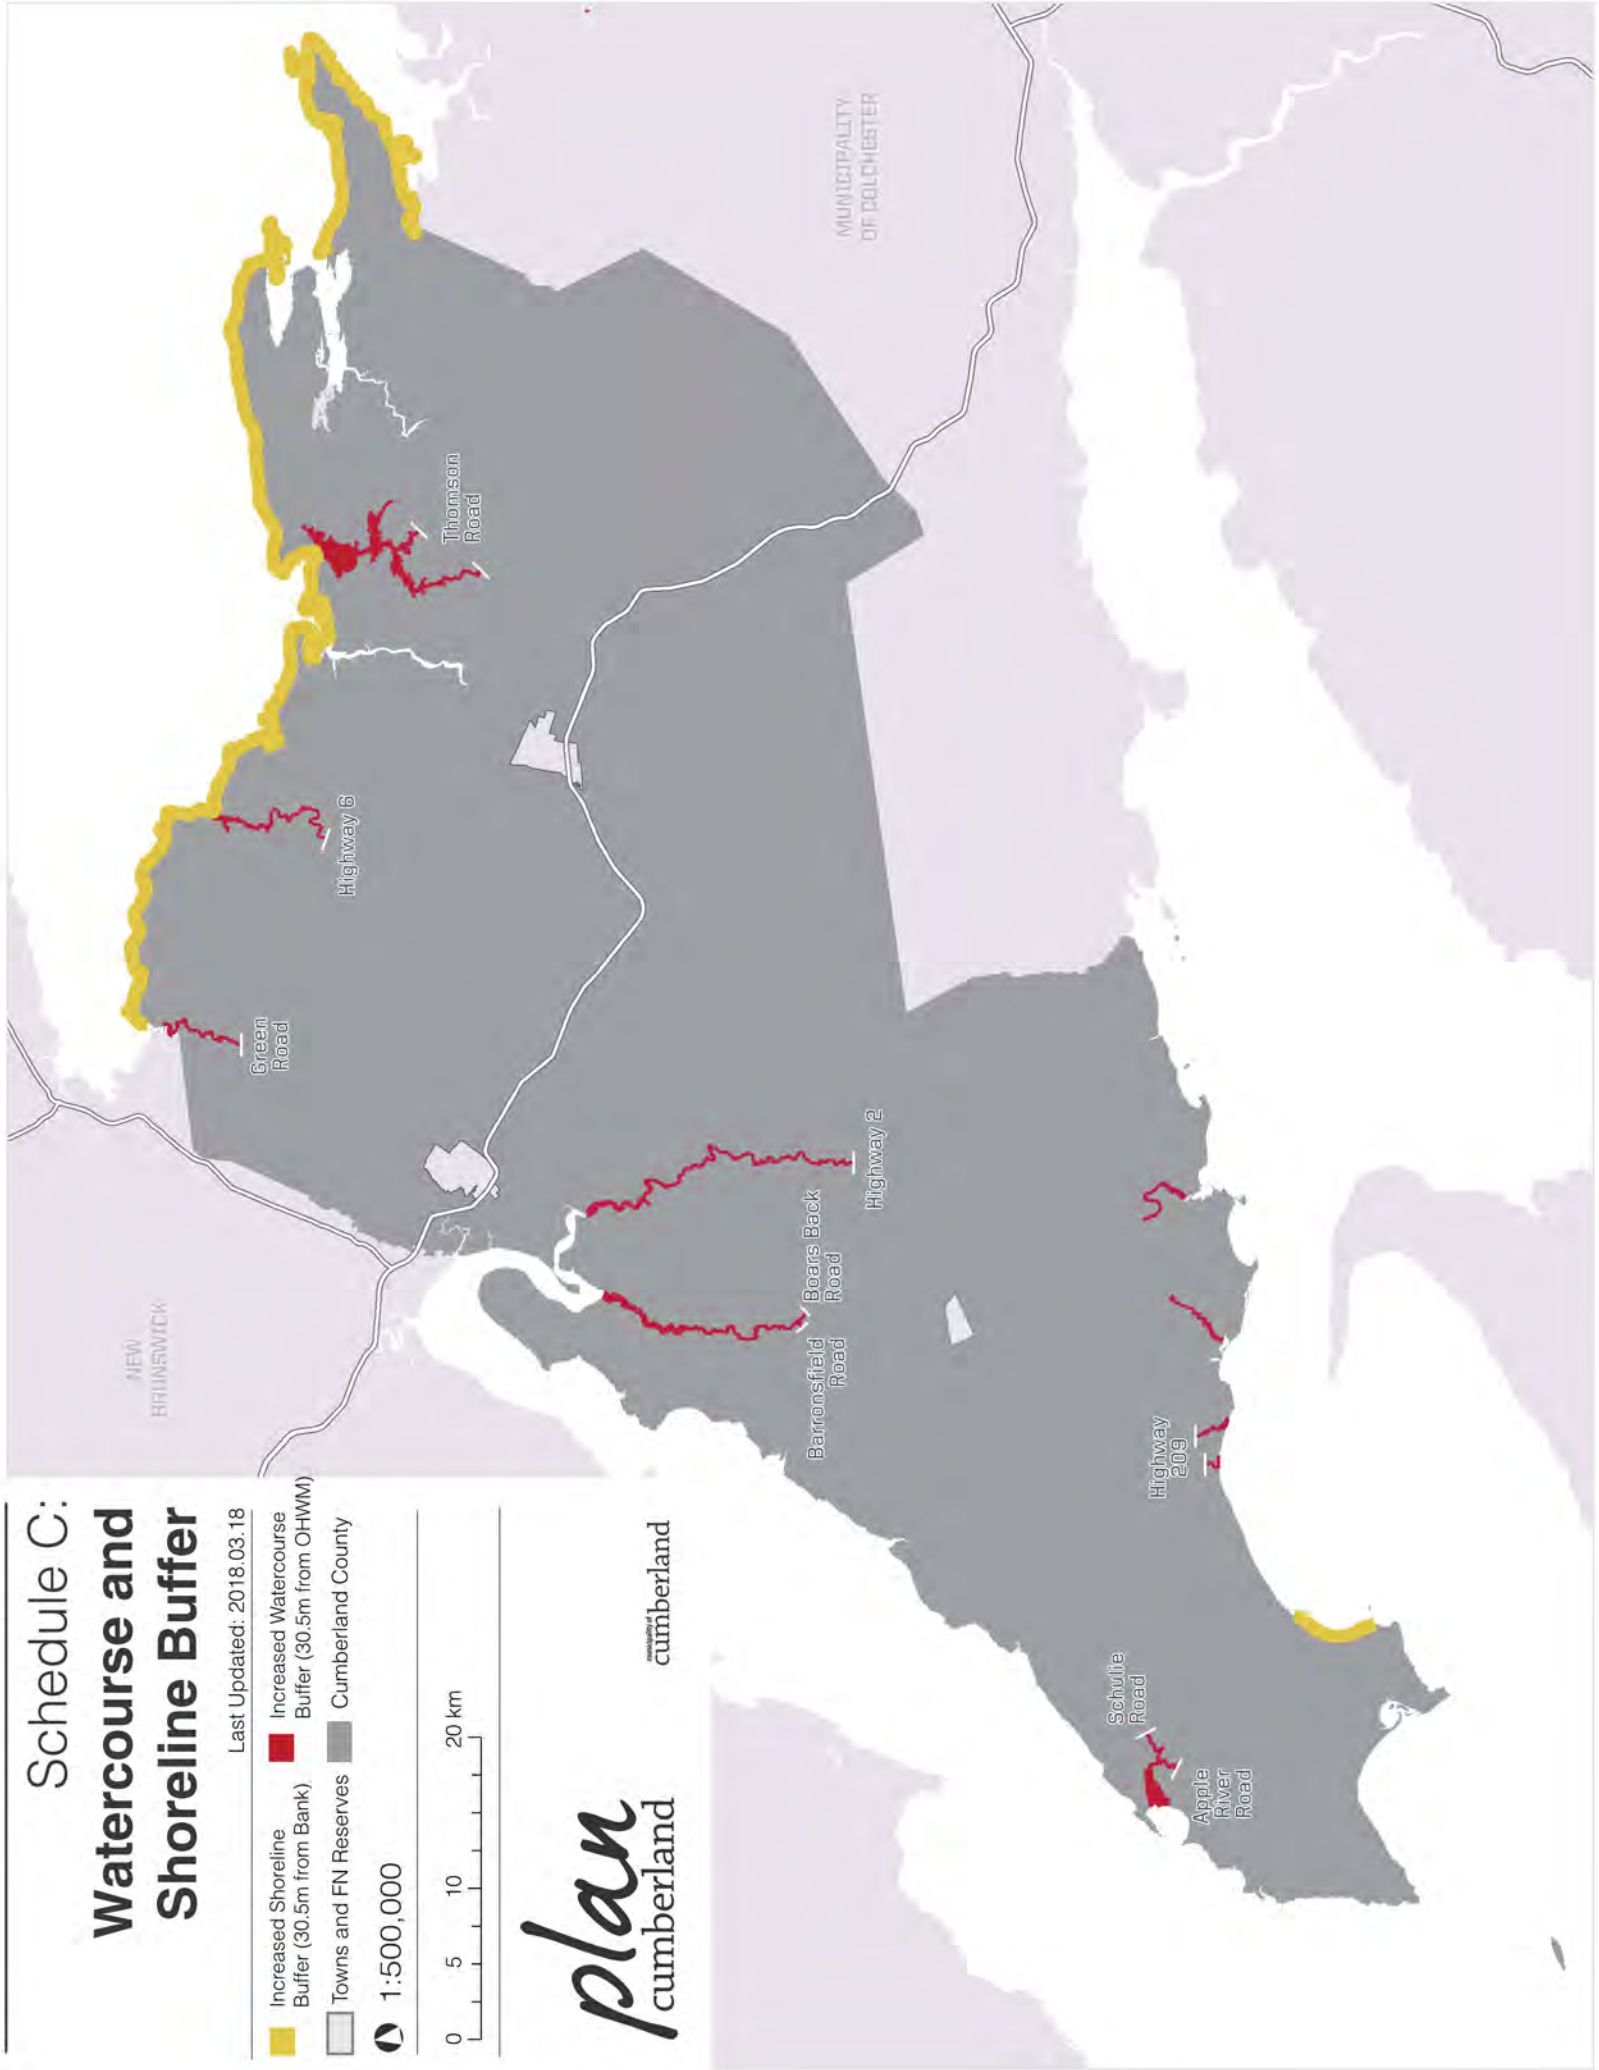 Schedule C:
Watercourse and
Shoreline Buffer
Last Updated: 2018.03.18
Increased Shoreline
Buffer (30.5m from Bank)
Increased Watercourse
Buffer (30.5m from OHWM)
Towns and FN Reserves
Cumberland County
1:500,000
0 5 10 20 km
plan
cumberland
municipality of
cumberland
NEW
BRUNSWICK
MUNICIPALITY
OF COLCHESTER
Green
Road
Highway 6
Thomson
Road
Highway 2
Boars Back
Road
Barronsfield
Road
Highway
209
Schulie
Road
Apple
River
Road